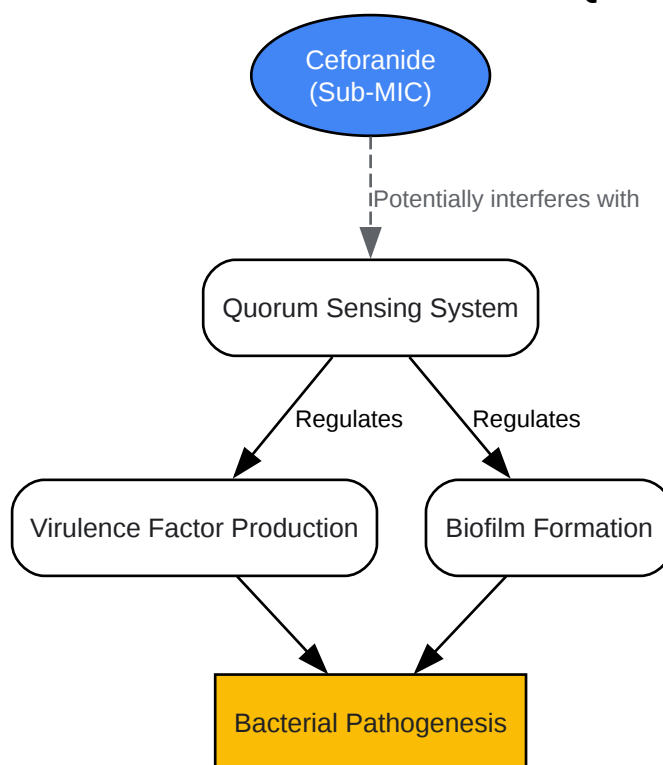 Ceforanide
(Sub-MIC)
Potentially interferes with
Quorum Sensing System
Regulates
Regulates
Virulence Factor Production
Biofilm Formation
Bacterial Pathogenesis